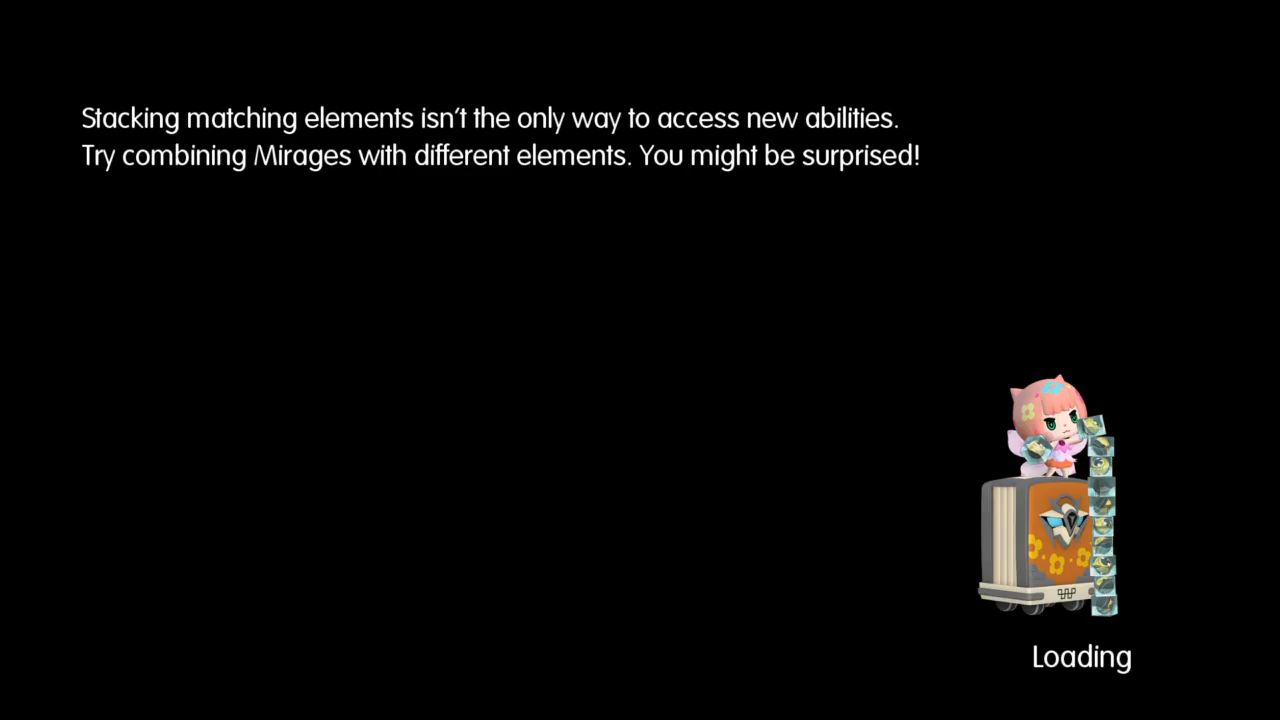 Stacking matching elements isn't the only way to access new abilities.
Try combining Mirages with different elements. You might be surprised!
Loading